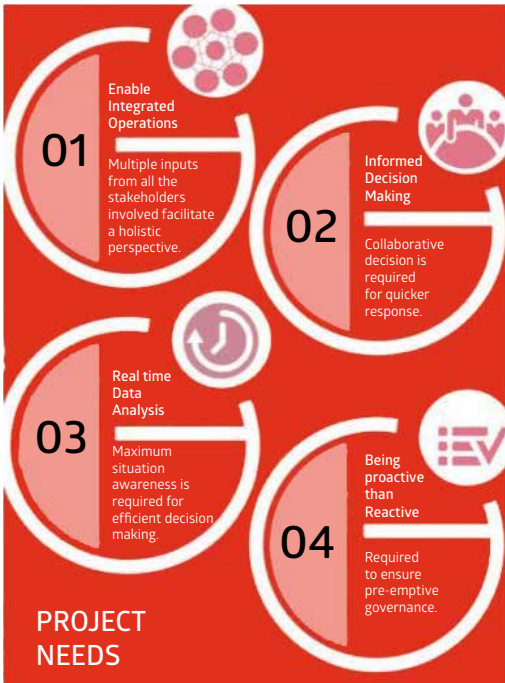 01
Enable
Integrated
Operations
Multiple inputs
from all the
stakeholders
involved facilitate
a holistic
perspective.
02
Informed
Decision
Making
Collaborative
decision is
required
for quicker
response.
03
Real time
Data
Analysis
Maximum
situation
awareness is
required for
efficient decision
making.
04
Being
proactive
than
Reactive
Required
to ensure
pre-emptive
governance.
PROJECT
NEEDS